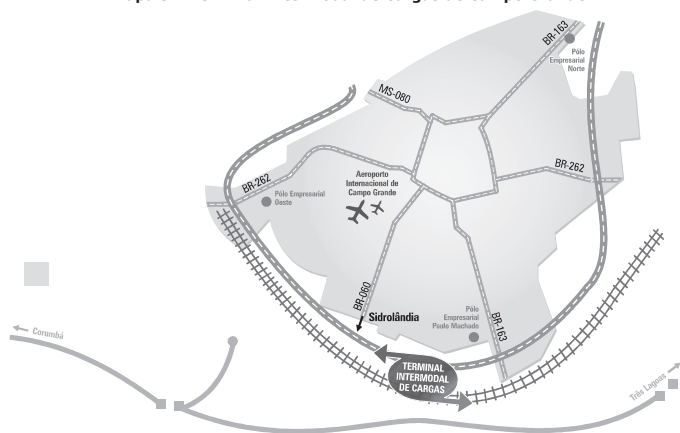 BR-163
Pólo
Empresarial
Norte
MS-080
BR-262
BR-262
Aeroporto
Internacional de
Campo Grande
Pólo Empresarial
Oeste
BR-060
Sidrolândia
Pólo
Empresarial
Paulo Machado
BR-163
Corumbá
TERMINAL
INTERMODAL
DE CARGAS
Três Lagoas